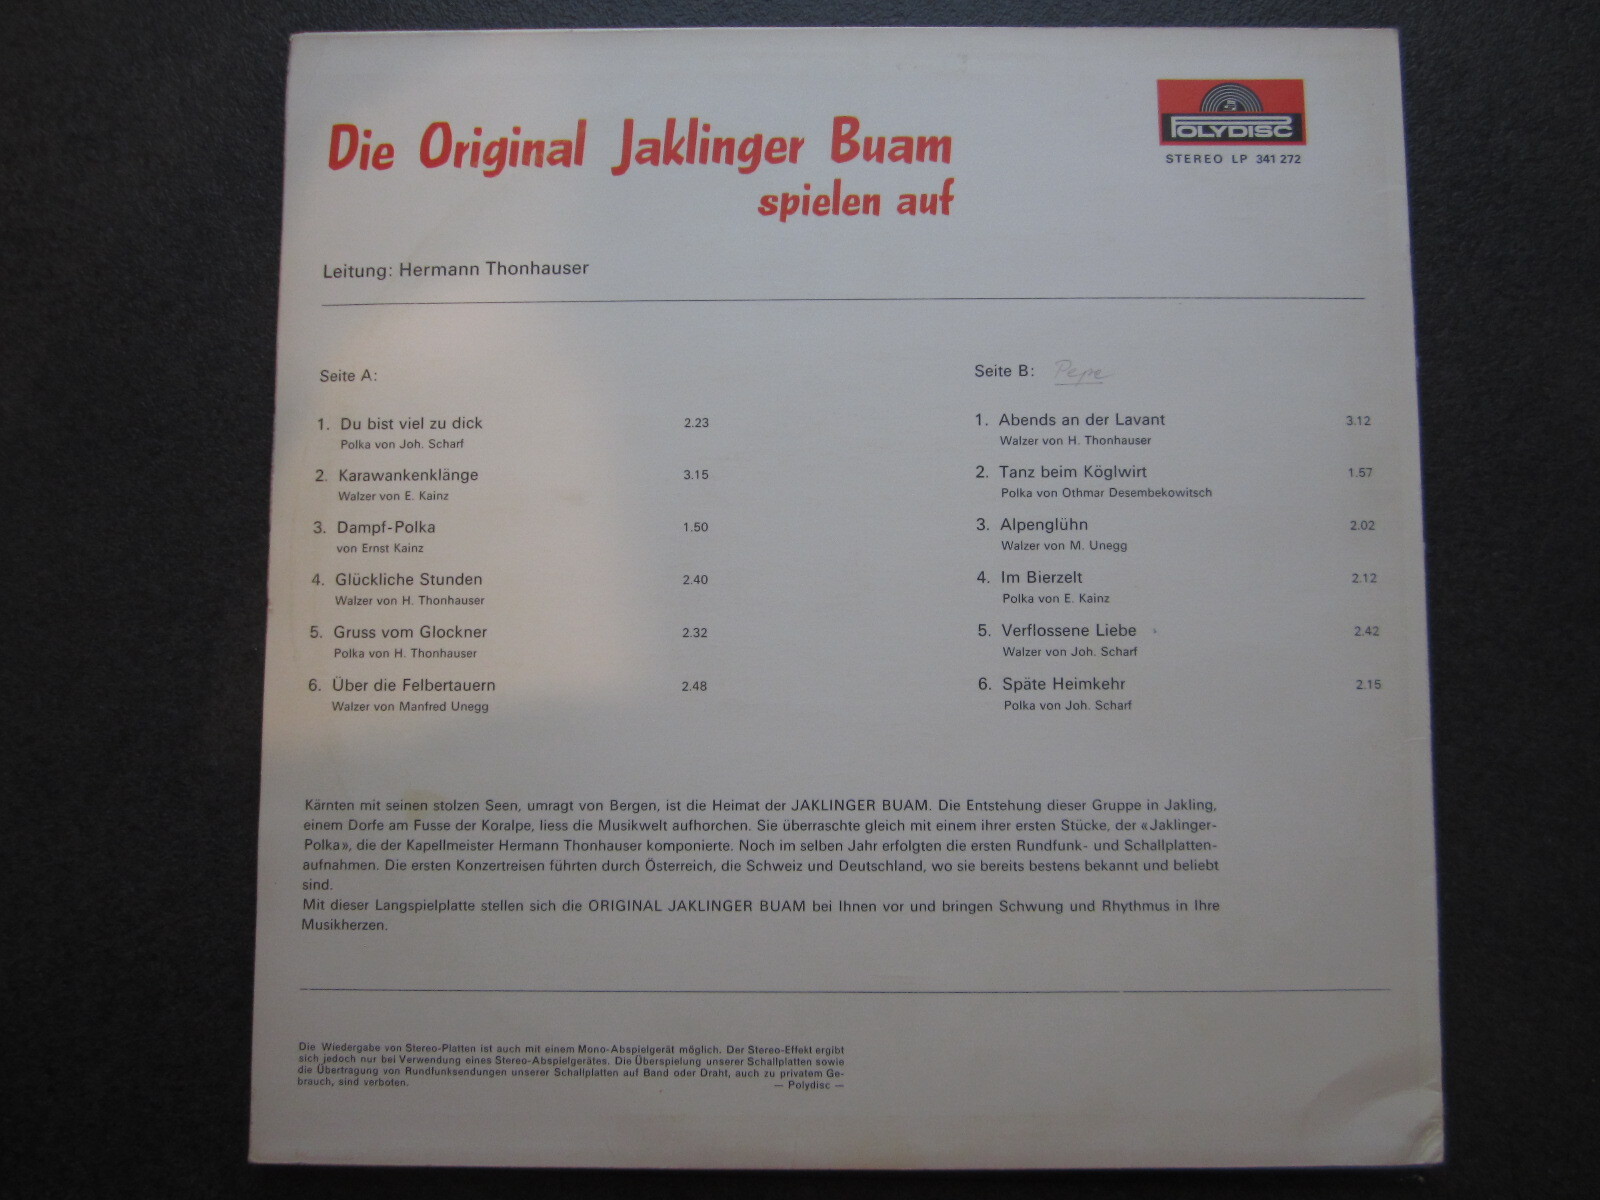 Die Original Jaklinger Buam
spielen auf
POLYDISC
STEREO LP 341 272
Leitung: Hermann Thonhauser
Seite A:
1. Du bist viel zu dick 2.23
Polka von Joh. Scharf
2. Karawankenklänge 3.15
Walzer von E. Kainz
3. Dampf-Polka 1.50
von Ernst Kainz
4. Glückliche Stunden 2.40
Walzer von H. Thonhauser
5. Gruss vom Glockner 2.32
Polka von H. Thonhauser
6. Über die Felbertauern 2.48
Walzer von Manfred Unegg
Seite B:
1. Abends an der Lavant 3.12
Walzer von H. Thonhauser
2. Tanz beim Köglwirt 1.57
Polka von Othmar Desembekowitsch
3. Alpenglühn 2.02
Walzer von M. Unegg
4. Im Bierzelt 2.12
Polka von E. Kainz
5. Verflossene Liebe 2.42
Walzer von Joh. Scharf
6. Späte Heimkehr 2.15
Polka von Joh. Scharf
Kärnten mit seinen stolzen Seen, umragt von Bergen, ist die Heimat der JAKLINGER BUAM. Die Entstehung dieser Gruppe in Jakling,
einem Dorfe am Fusse der Koralpe, liess die Musikwelt aufhorchen. Sie überraschte gleich mit einem ihrer ersten Stücke, der «Jaklinger-
Polka», die der Kapellmeister Hermann Thonhauser komponierte. Noch im selben Jahr erfolgten die ersten Rundfunk- und Schallplatten-
aufnahmen. Die ersten Konzertreisen führten durch Österreich, die Schweiz und Deutschland, wo sie bereits bestens bekannt und beliebt
sind.
Mit dieser Langspielplatte stellen sich die ORIGINAL JAKLINGER BUAM bei Ihnen vor und bringen Schwung und Rhythmus in Ihre
Musikherzen.
Die Wiedergabe von Stereo-Platten ist auch mit einem Mono-Abspielgerät möglich. Der Stereo-Effekt ergibt
sich jedoch nur bei Verwendung eines Stereo-Abspielgerätes. Die Überspielung unserer Schallplatten sowie
die Übertragung von Rundfunksendungen unserer Schallplatten auf Band oder Draht, auch zu privatem Ge-
brauch, sind verboten. — Polydisc —